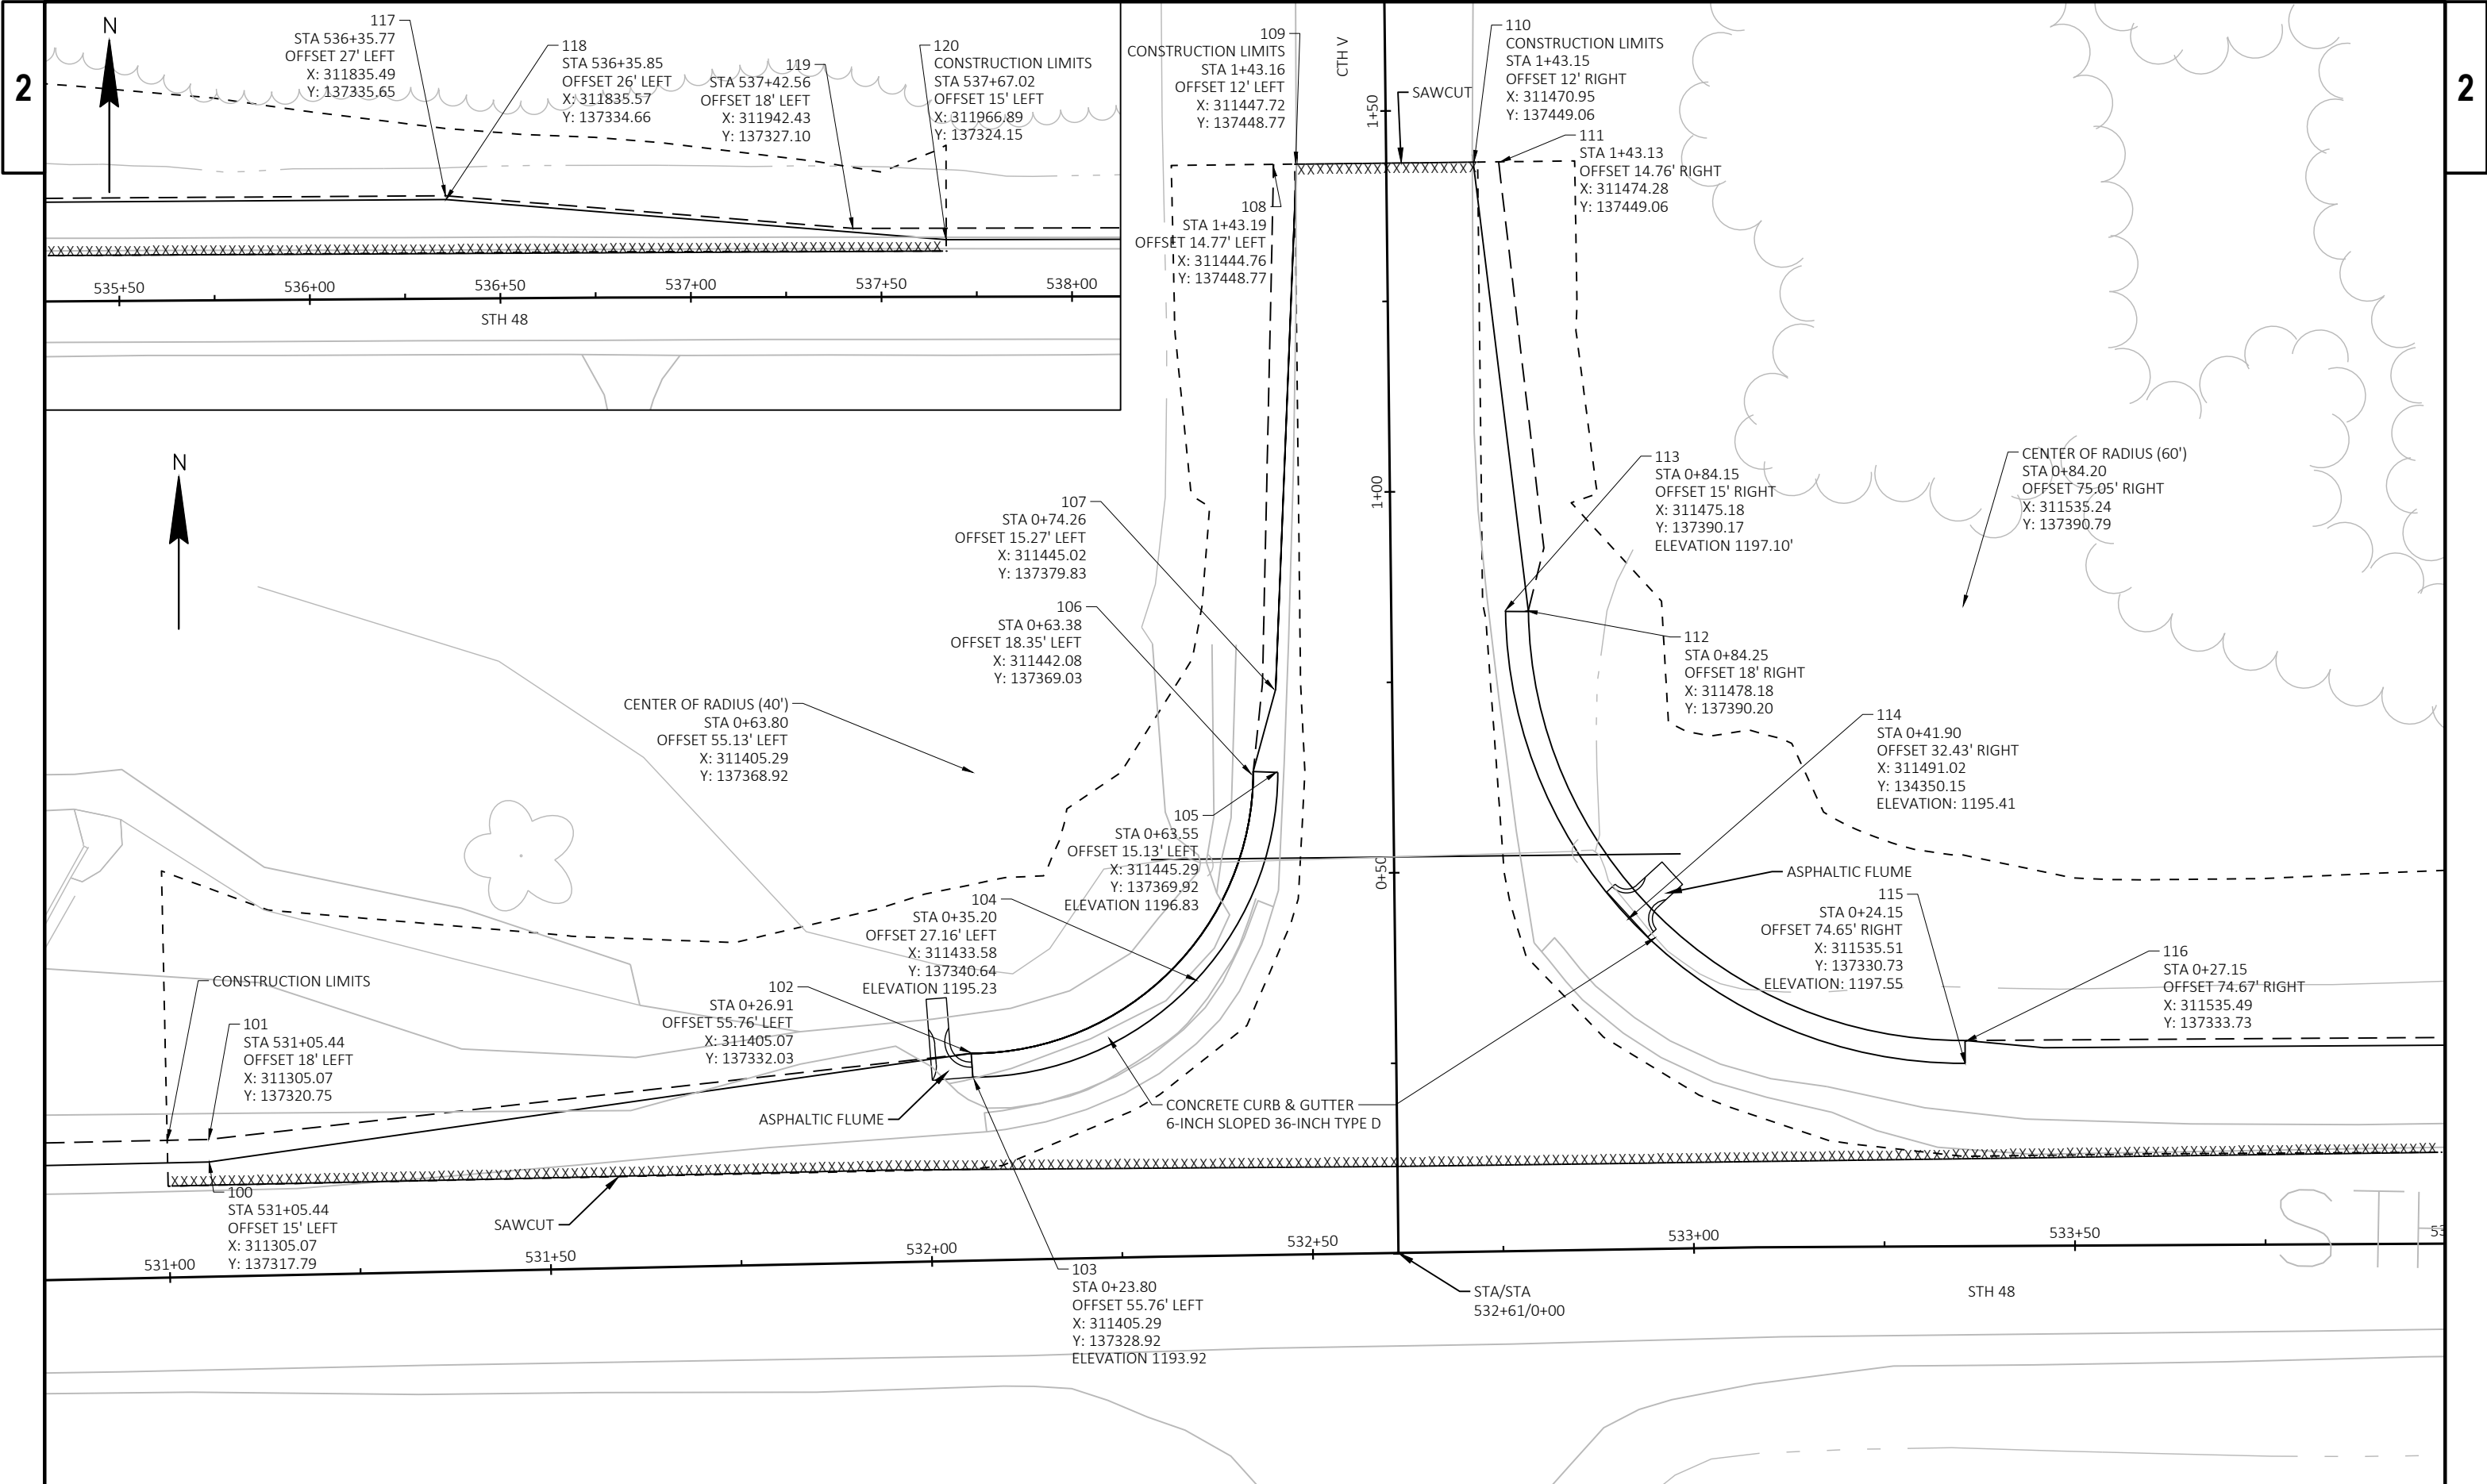 2
2
N
117
STA 536+35.77
OFFSET 27' LEFT
X: 311835.49
Y: 137335.65
118
STA 536+35.85
OFFSET 26' LEFT
X: 311835.57
Y: 137334.66
119
STA 537+42.56
OFFSET 18' LEFT
X: 311942.43
Y: 137327.10
120
CONSTRUCTION LIMITS
STA 537+67.02
OFFSET 15' LEFT
X: 311966.89
Y: 137324.15
535+50
536+00
536+50
537+00
537+50
538+00
STH 48
109
CONSTRUCTION LIMITS
STA 1+43.16
OFFSET 12' LEFT
X: 311447.72
Y: 137448.77
CTH V
1+50
SAWCUT
110
CONSTRUCTION LIMITS
STA 1+43.15
OFFSET 12' RIGHT
X: 311470.95
Y: 137449.06
111
STA 1+43.13
OFFSET 14.76' RIGHT
X: 311474.28
Y: 137449.06
108
STA 1+43.19
OFFSET 14.77' LEFT
X: 311444.76
Y: 137448.77
N
107
STA 0+74.26
OFFSET 15.27' LEFT
X: 311445.02
Y: 137379.83
1+00
113
STA 0+84.15
OFFSET 15' RIGHT
X: 311475.18
Y: 137390.17
ELEVATION 1197.10'
CENTER OF RADIUS (60')
STA 0+84.20
OFFSET 75.05' RIGHT
X: 311535.24
Y: 137390.79
106
STA 0+63.38
OFFSET 18.35' LEFT
X: 311442.08
Y: 137369.03
112
STA 0+84.25
OFFSET 18' RIGHT
X: 311478.18
Y: 137390.20
CENTER OF RADIUS (40')
STA 0+63.80
OFFSET 55.13' LEFT
X: 311405.29
Y: 137368.92
114
STA 0+41.90
OFFSET 32.43' RIGHT
X: 311491.02
Y: 134350.15
ELEVATION: 1195.41
105
STA 0+63.55
OFFSET 15.13' LEFT
X: 311445.29
Y: 137369.92
ELEVATION 1196.83
0+50
ASPHALTIC FLUME
104
STA 0+35.20
OFFSET 27.16' LEFT
X: 311433.58
Y: 137340.64
ELEVATION 1195.23
115
STA 0+24.15
OFFSET 74.65' RIGHT
X: 311535.51
Y: 137330.73
ELEVATION: 1197.55
116
STA 0+27.15
OFFSET 74.67' RIGHT
X: 311535.49
Y: 137333.73
CONSTRUCTION LIMITS
102
STA 0+26.91
OFFSET 55.76' LEFT
X: 311405.07
Y: 137332.03
101
STA 531+05.44
OFFSET 18' LEFT
X: 311305.07
Y: 137320.75
ASPHALTIC FLUME
CONCRETE CURB & GUTTER
6-INCH SLOPED 36-INCH TYPE D
100
STA 531+05.44
OFFSET 15' LEFT
X: 311305.07
Y: 137317.79
SAWCUT
531+00
531+50
532+00
532+50
533+00
533+50
53
STH
103
STA 0+23.80
OFFSET 55.76' LEFT
X: 311405.29
Y: 137328.92
ELEVATION 1193.92
STA/STA
532+61/0+00
STH 48